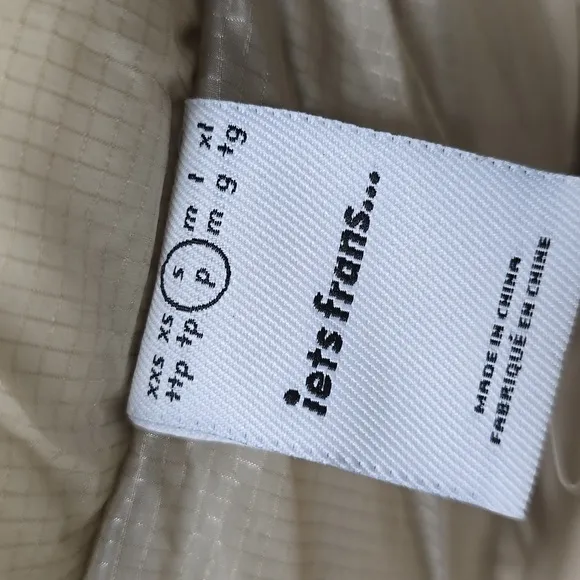 xxs xs s m l xl
ttp tp p m g tg
iets frans...
MADE IN CHINA
FABRIQUÉ EN CHINE